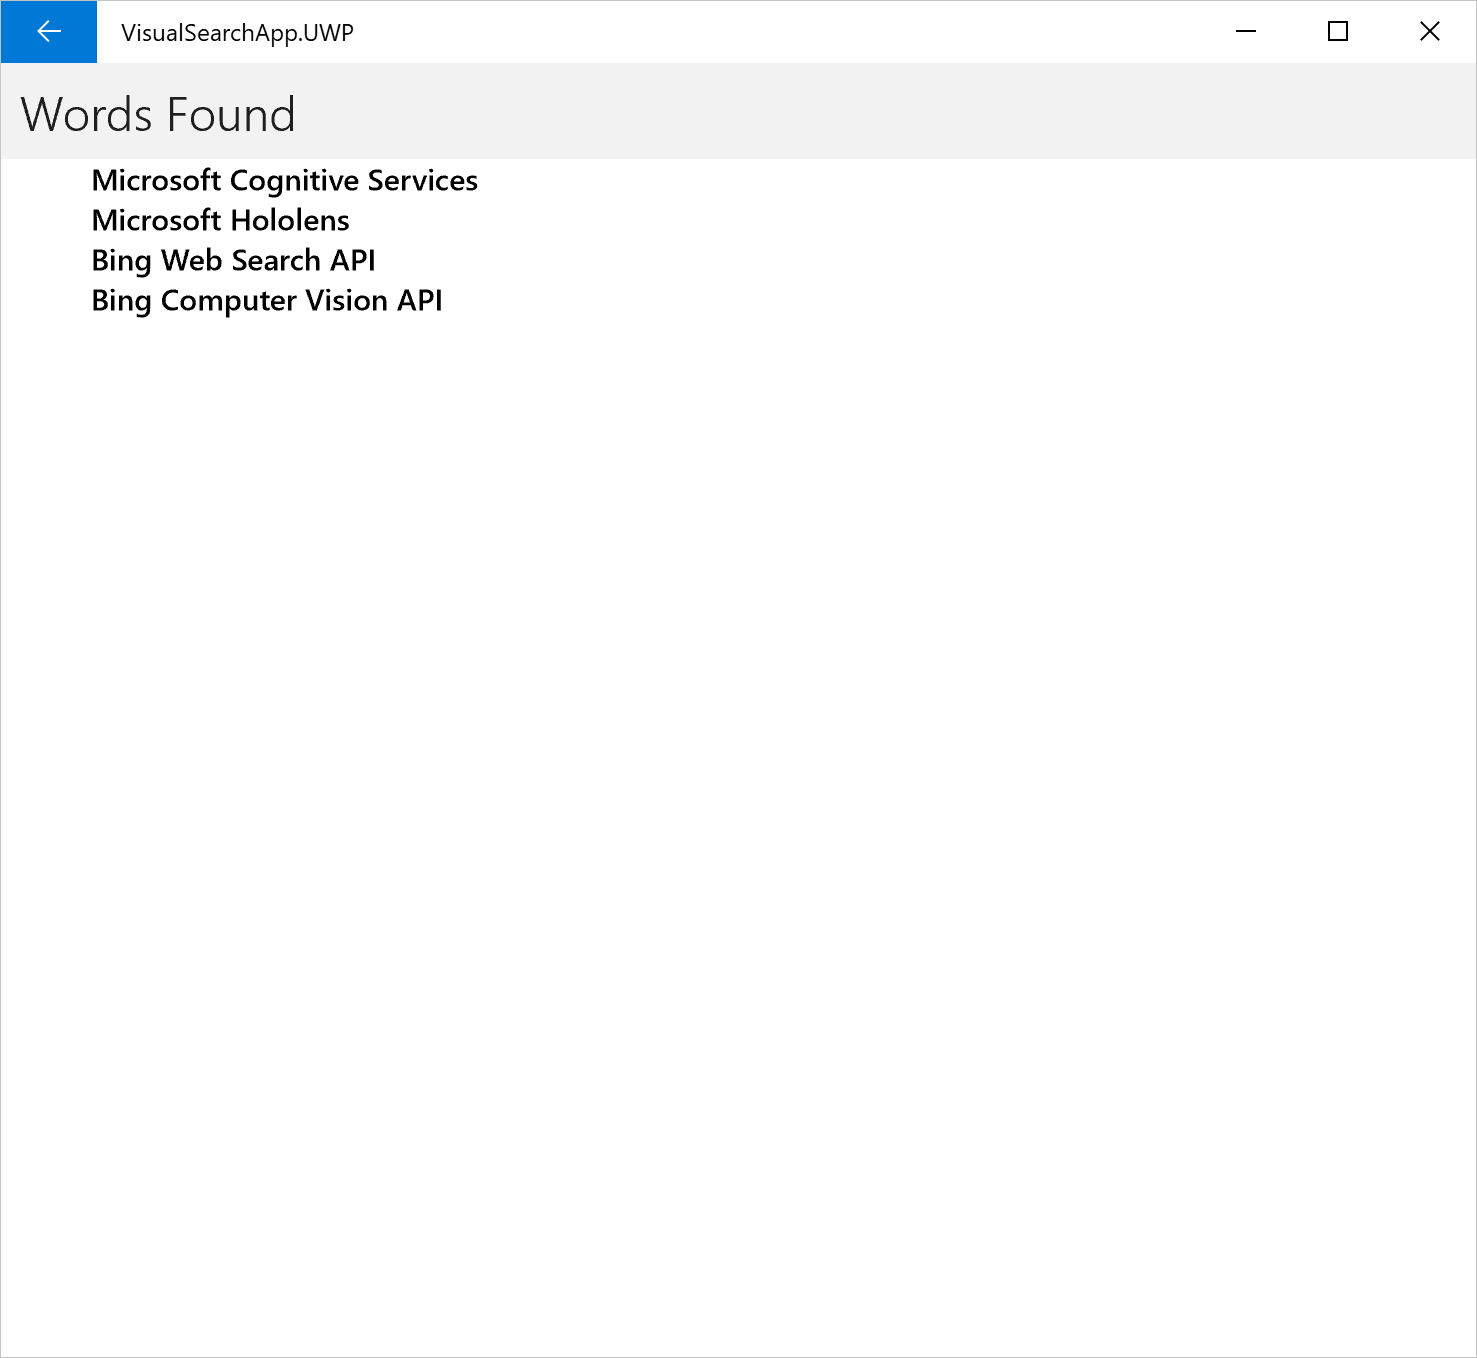 VisualSearchApp.UWP
Words Found
Microsoft Cognitive Services
Microsoft Hololens
Bing Web Search API
Bing Computer Vision API